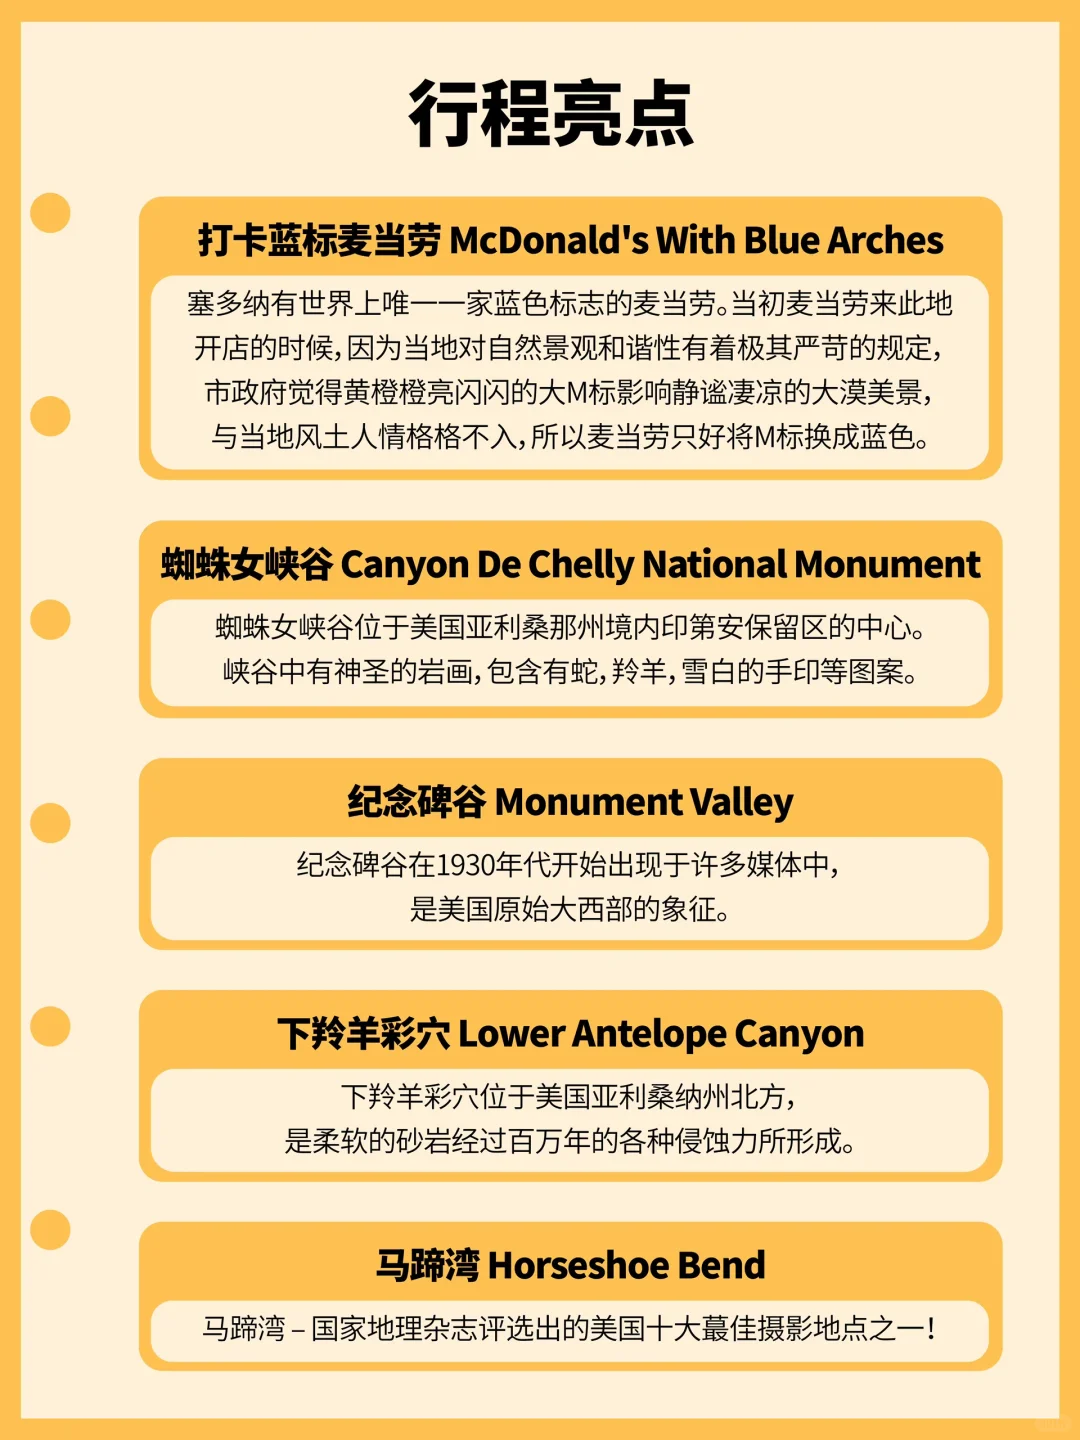 行程亮点
打卡蓝标麦当劳 McDonald's With Blue Arches
塞多纳有世界上唯一一家蓝色标志的麦当劳。当初麦当劳来此地
开店的时候，因为当地对自然景观和谐性有着极其严苛的规定，
市政府觉得黄橙橙亮闪闪的大M标影响静谧凄凉的大漠美景，
与当地风土人情格格不入，所以麦当劳只好将M标换成蓝色。
蜘蛛女峡谷 Canyon De Chelly National Monument
蜘蛛女峡谷位于美国亚利桑那州境内印第安保留区的中心。
峡谷中有神圣的岩画，包含有蛇，羚羊，雪白的手印等图案。
纪念碑谷 Monument Valley
纪念碑谷在1930年代开始出现于许多媒体中，
是美国原始大西部的象征。
下羚羊彩穴 Lower Antelope Canyon
下羚羊彩穴位于美国亚利桑纳州北方，
是柔软的砂岩经过百万年的各种侵蚀力所形成。
马蹄湾 Horseshoe Bend
马蹄湾 – 国家地理杂志评选出的美国十大蕞佳摄影地点之一！